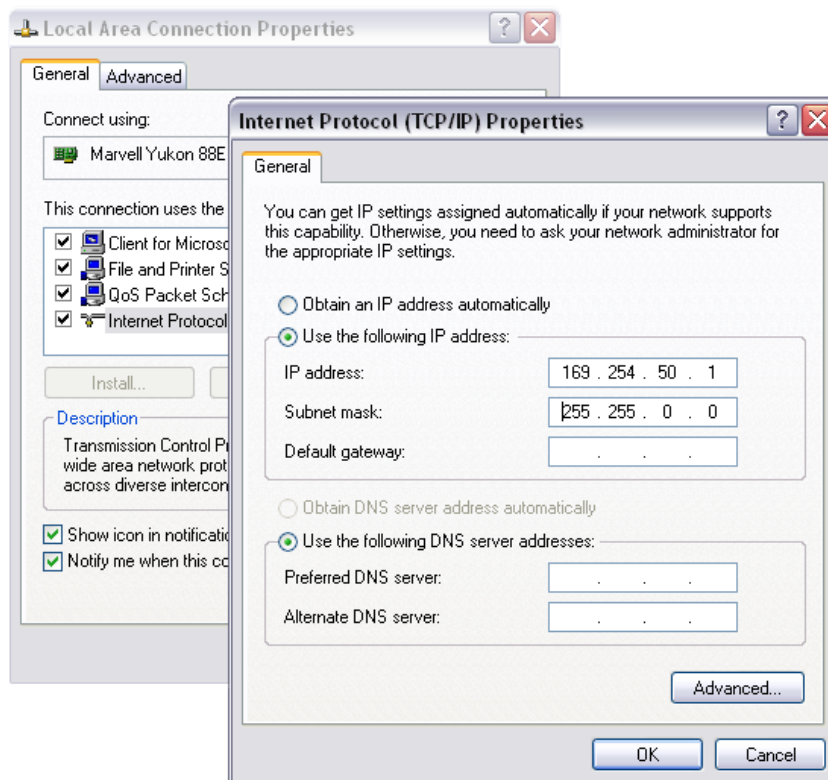 Local Area Connection Properties
General
Advanced
Connect using:
Marvell Yukon 88E
This connection uses the
Client for Microso
File and Printer S
QoS Packet Sch
Internet Protocol
Install...
Description
Transmission Control Pr
wide area network prot
across diverse intercon
Show icon in notificatio
Notify me when this co
Internet Protocol (TCP/IP) Properties
General
You can get IP settings assigned automatically if your network supports
this capability. Otherwise, you need to ask your network administrator for
the appropriate IP settings.
Obtain an IP address automatically
Use the following IP address:
IP address: 169 . 254 . 50 . 1
Subnet mask: 255 . 255 . 0 . 0
Default gateway: . . .
Obtain DNS server address automatically
Use the following DNS server addresses:
Preferred DNS server: . . .
Alternate DNS server: . . .
Advanced...
OK
Cancel